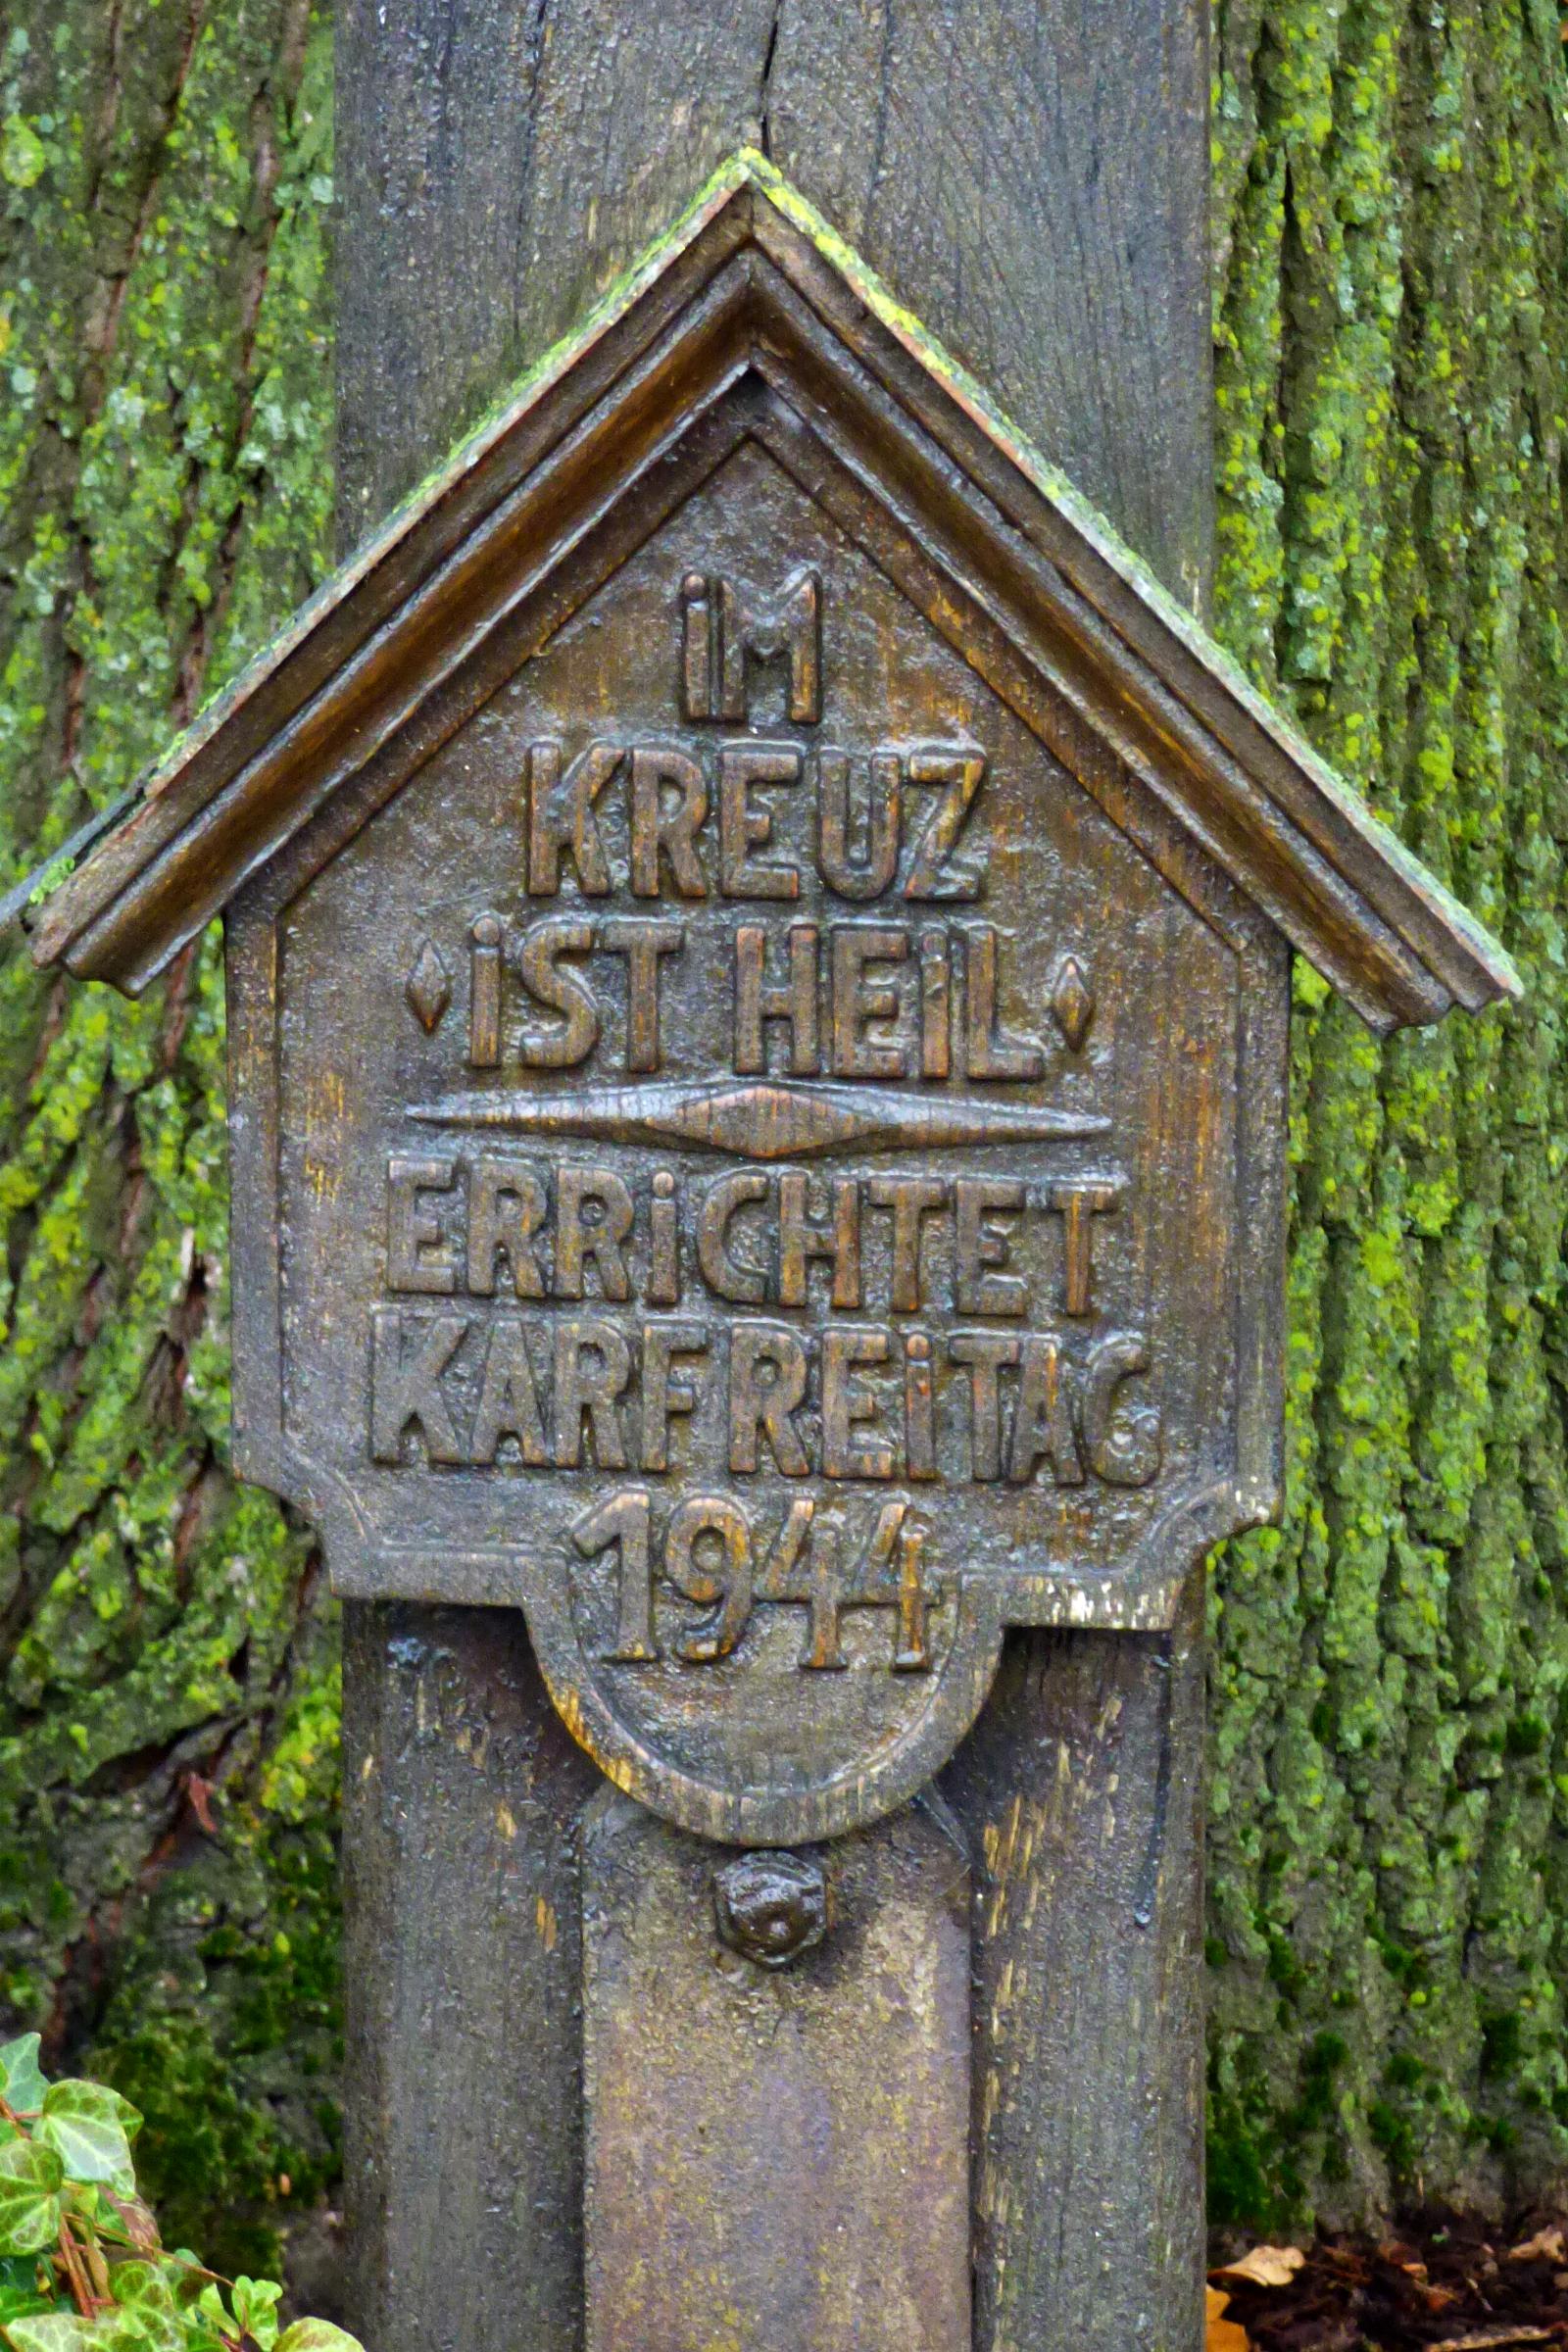 iM
KREUZ
iST HEiL
ERRiCHTET
KARFREiTAG
1944